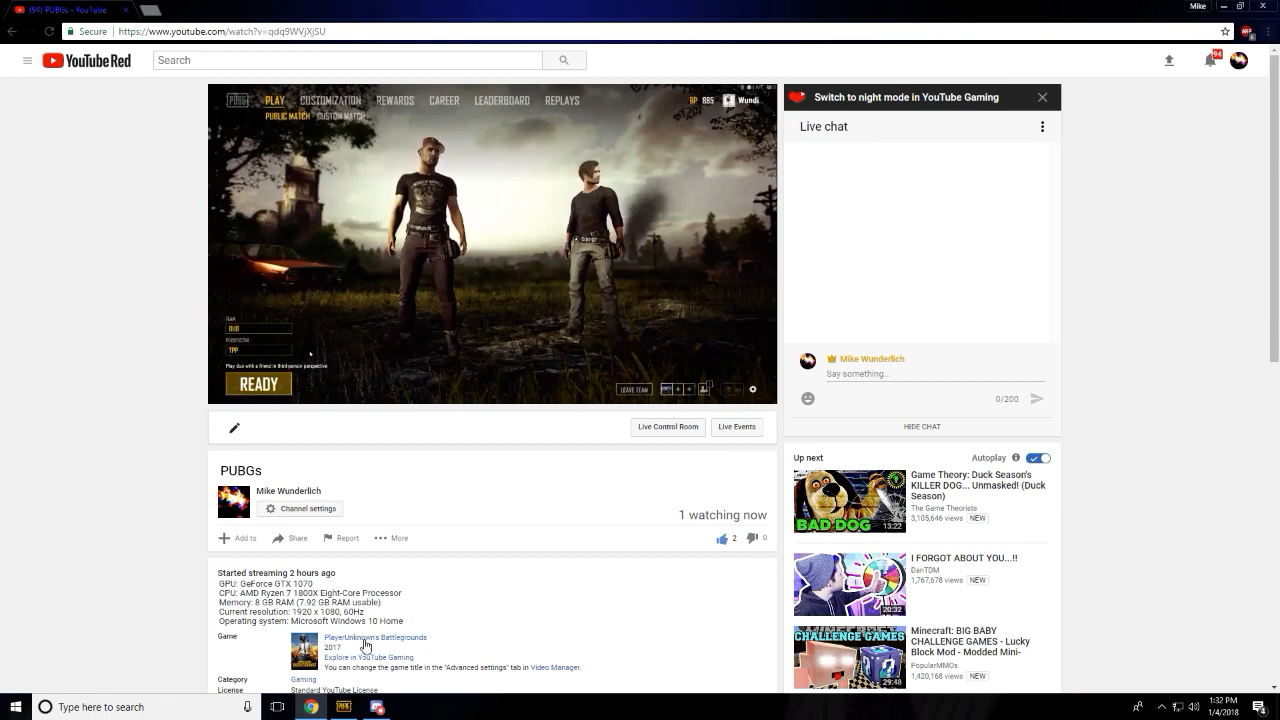 (94) PUBGs - YouTube
Mike
Secure
https://www.youtube.com/watch?v=qdq9WVjXjSU
ABP
6
YouTube Red
Search
94
PUBG
PLAY
CUSTOMIZATION
REWARDS
CAREER
LEADERBOARD
REPLAYS
BP 885
Wundi
PUBLIC MATCH
CUSTOM MATCH
Wundi
TEAM
DUO
PERSPECTIVE
TPP
Play duo with a friend in third-person perspective
READY
LEAVE TEAM
Switch to night mode in YouTube Gaming
Live chat
Mike Wunderlich
Say something...
0/200
HIDE CHAT
Live Control Room
Live Events
PUBGs
Mike Wunderlich
Channel settings
1 watching now
Add to
Share
Report
More
2
0
Started streaming 2 hours ago
GPU: GeForce GTX 1070
CPU: AMD Ryzen 7 1800X Eight-Core Processor
Memory: 8 GB RAM (7.92 GB RAM usable)
Current resolution: 1920 x 1080, 60Hz
Operating system: Microsoft Windows 10 Home
Game
PlayerUnknown's Battlegrounds
2017
Explore in YouTube Gaming
You can change the game title in the "Advanced settings" tab in Video Manager.
Category
Gaming
License
Standard YouTube License
Up next
Autoplay
BAD DOG
13:22
Game Theory: Duck Season's
KILLER DOG... Unmasked! (Duck
Season)
The Game Theorists
3,105,646 views
NEW
20:32
I FORGOT ABOUT YOU...!!
DanTDM
1,767,678 views
NEW
CHALLENGE GAMES
29:48
Minecraft: BIG BABY
CHALLENGE GAMES - Lucky
Block Mod - Modded Mini-
PopularMMOs
1,420,168 views
NEW
Type here to search
PUBG
1:32 PM
1/4/2018
4